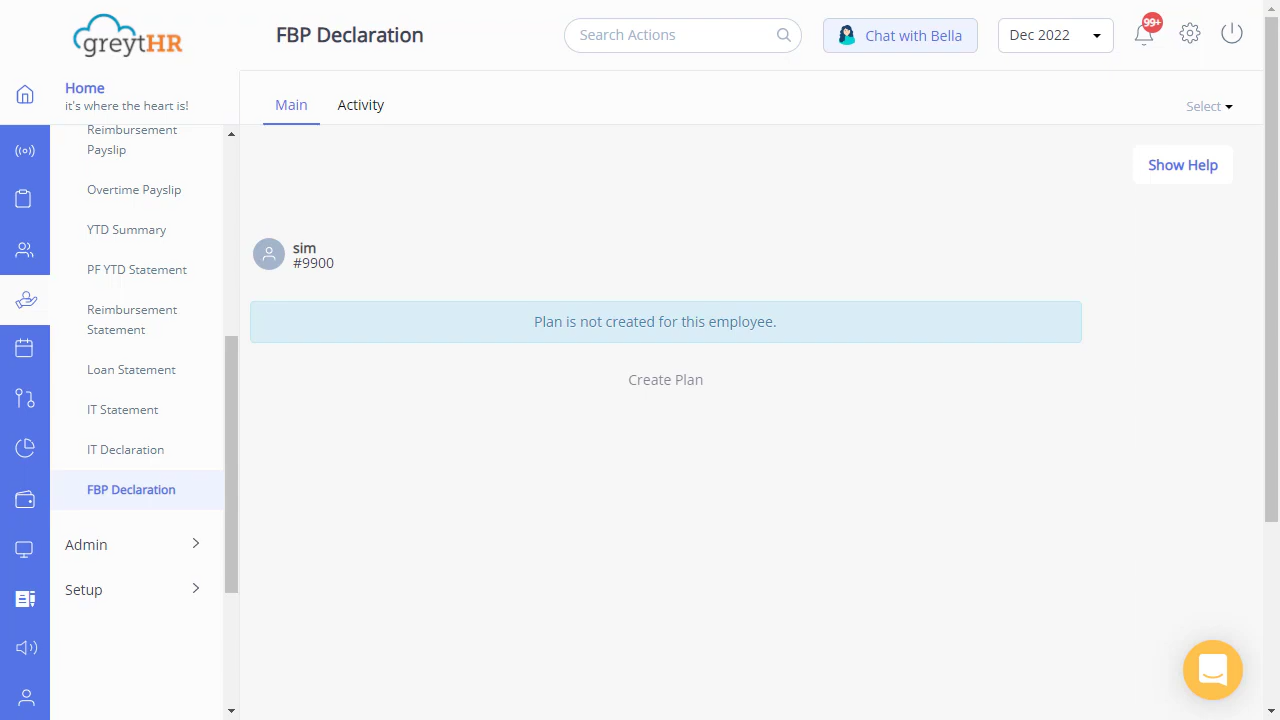 greytHR
FBP Declaration
Search Actions
Chat with Bella
Dec 2022
99+
Home
it's where the heart is!
Main
Activity
Select
Reimbursement
Payslip
Overtime Payslip
YTD Summary
PF YTD Statement
Reimbursement
Statement
Loan Statement
IT Statement
IT Declaration
FBP Declaration
Admin
Setup
Show Help
sim
#9900
Plan is not created for this employee.
Create Plan